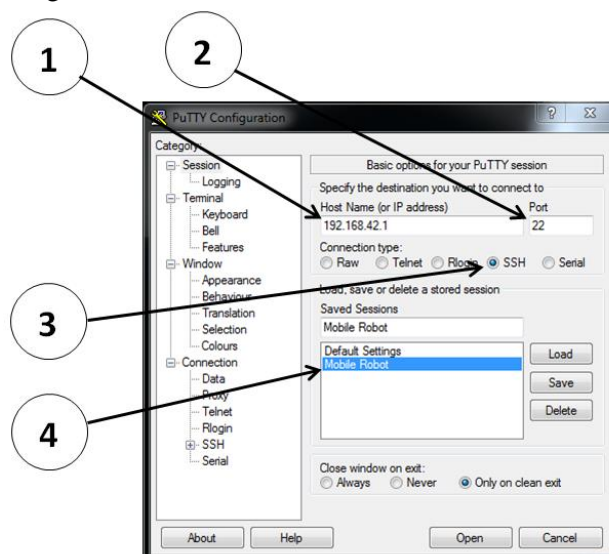 1
2
3
4
PuTTY Configuration
Category:
Session
Logging
Terminal
Keyboard
Bell
Features
Window
Appearance
Behaviour
Translation
Selection
Colours
Connection
Data
Proxy
Telnet
Rlogin
SSH
Serial
Basic options for your PuTTY session
Specify the destination you want to connect to
Host Name (or IP address) Port
192.168.42.1 22
Connection type:
Raw Telnet Rlogin SSH Serial
Load, save or delete a stored session
Saved Sessions
Mobile Robot
Default Settings
Mobile Robot
Load
Save
Delete
Close window on exit:
Always Never Only on clean exit
About Help Open Cancel